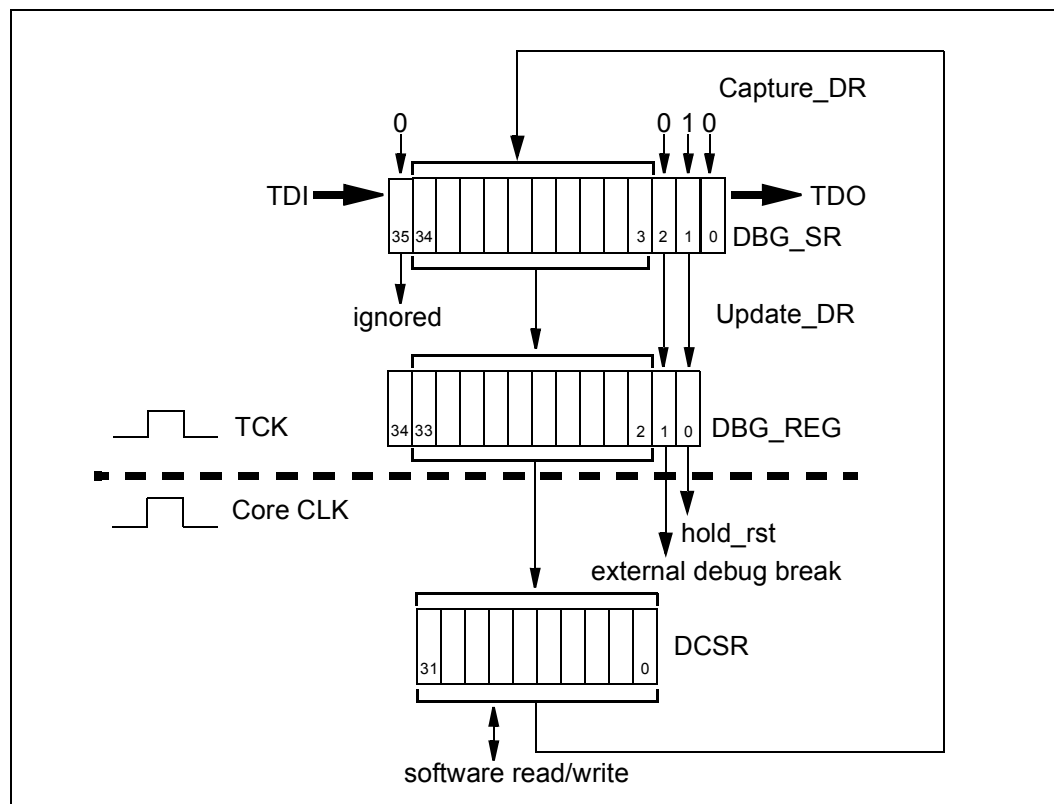 Capture_DR
0
0 1 0
TDI
TDO
35 34 3 2 1 0
DBG_SR
ignored
Update_DR
34 33 2 1 0
DBG_REG
TCK
Core CLK
hold_rst
external debug break
31 0
DCSR
software read/write